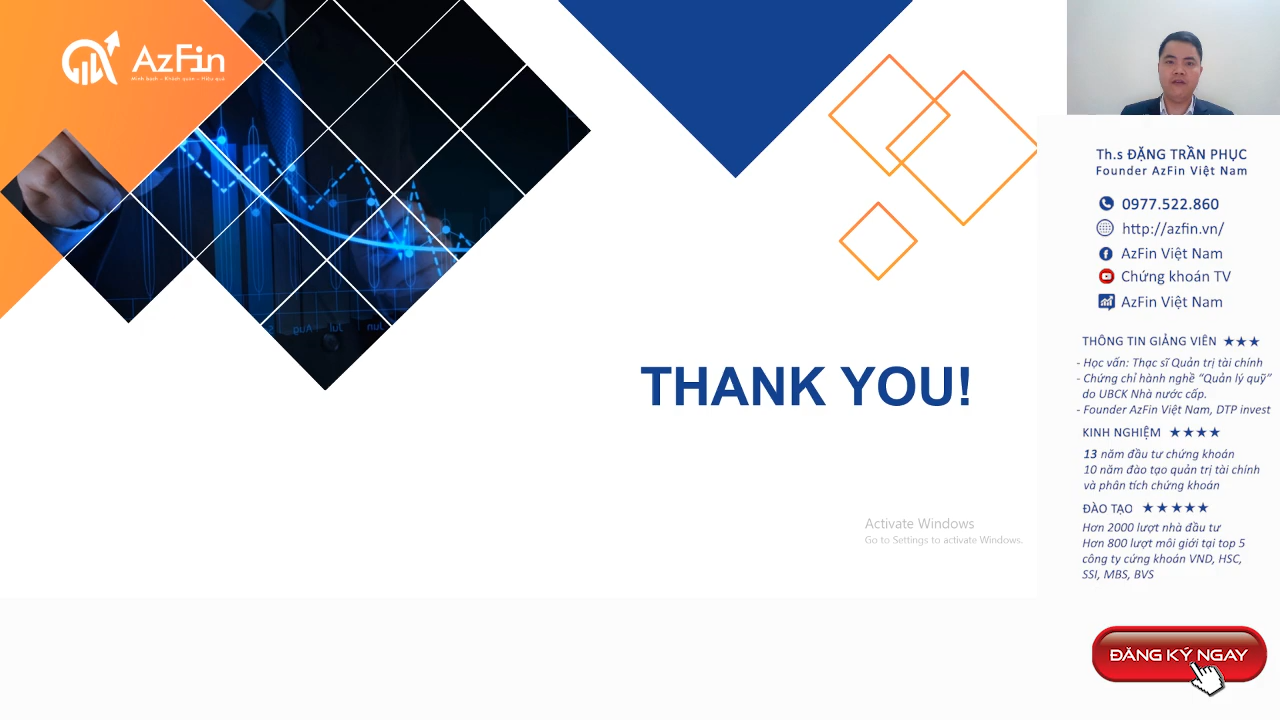 AzFin
Minh bạch - Khách quan - Hiệu quả
Aug
Jul
Jun
THANK YOU!
Activate Windows
Go to Settings to activate Windows.
Th.s ĐẶNG TRẦN PHỤC
Founder AzFin Việt Nam
0977.522.860
http://azfin.vn/
AzFin Việt Nam
Chứng khoán TV
AzFin Việt Nam
THÔNG TIN GIẢNG VIÊN ★★★
- Học vấn: Thạc sĩ Quản trị tài chính
- Chứng chỉ hành nghề “Quản lý quỹ”
do UBCK Nhà nước cấp.
- Founder AzFin Việt Nam, DTP invest
KINH NGHIỆM ★★★★
13 năm đầu tư chứng khoán
10 năm đào tạo quản trị tài chính
và phân tích chứng khoán
ĐÀO TẠO ★★★★★
Hơn 2000 lượt nhà đầu tư
Hơn 800 lượt môi giới tại top 5
công ty cứng khoán VND, HSC,
SSI, MBS, BVS
ĐĂNG KÝ NGAY